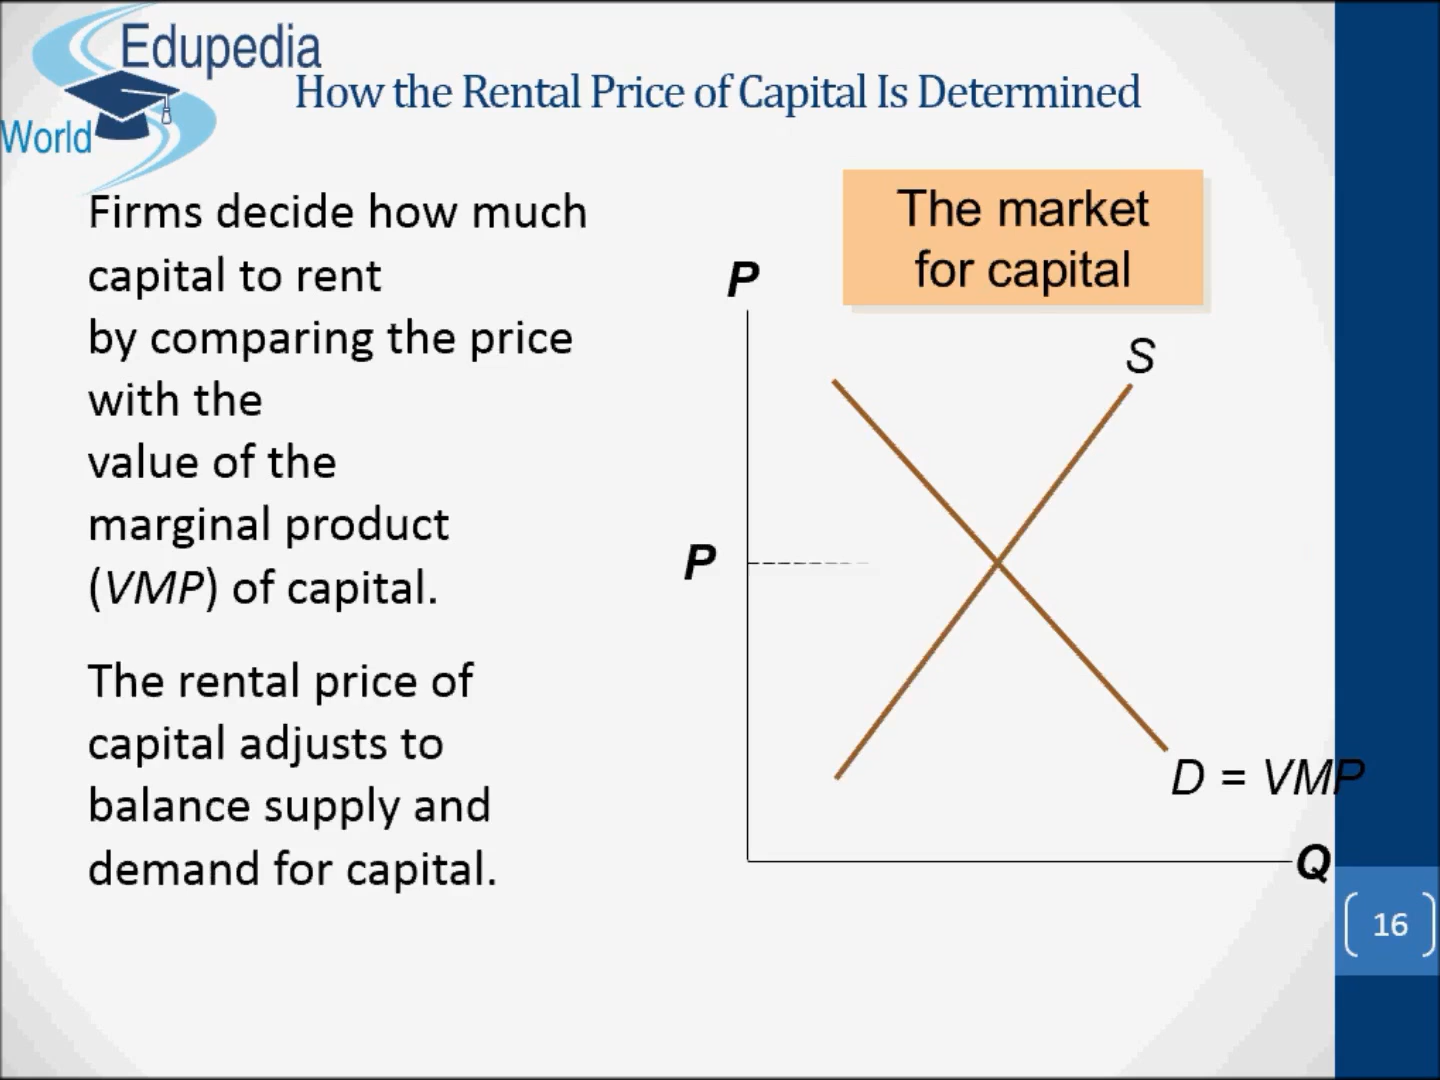 Edupedia
World
How the Rental Price of Capital Is Determined
Firms decide how much
capital to rent
by comparing the price
with the
value of the
marginal product
(VMP) of capital.
The rental price of
capital adjusts to
balance supply and
demand for capital.
The market
for capital
P
S
P
D = VMP
Q
16